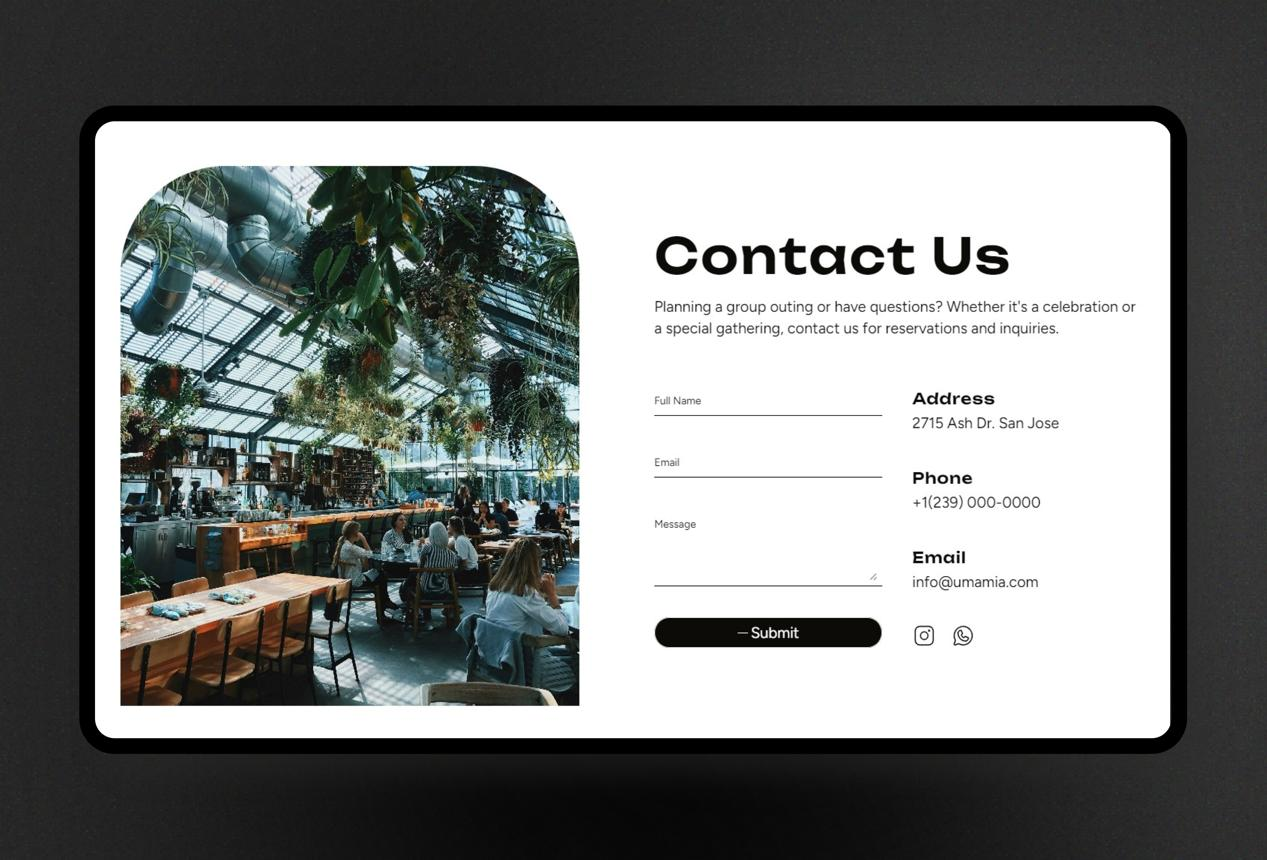 Contact Us
Planning a group outing or have questions? Whether it's a celebration or
a special gathering, contact us for reservations and inquiries.
Full Name
Email
Message
— Submit
Address
2715 Ash Dr. San Jose
Phone
+1(239) 000-0000
Email
info@umamia.com